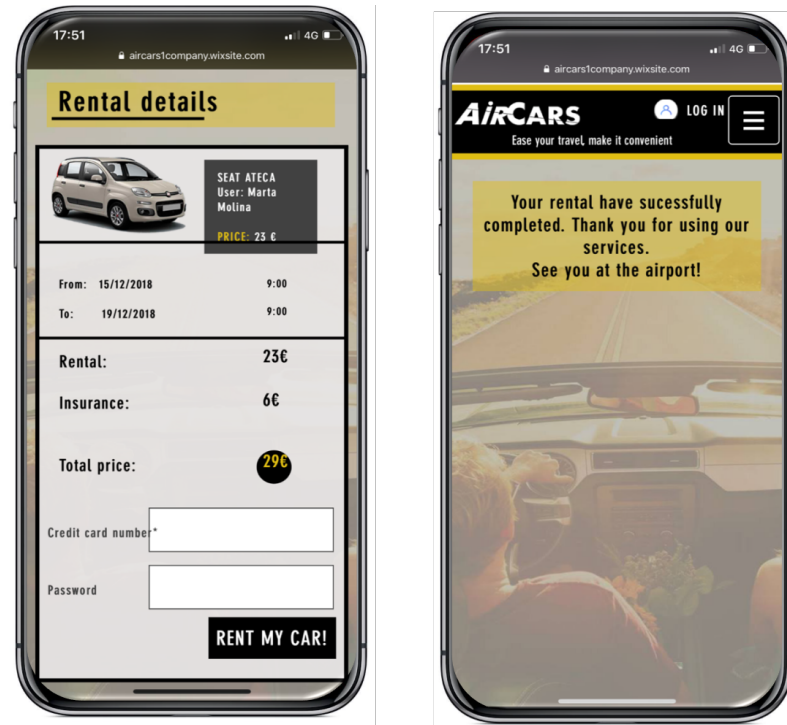 17:51
4G
aircars1company.wixsite.com
Rental details
SEAT ATECA
User: Marta
Molina
PRICE: 23 €
From: 15/12/2018 9:00
To: 19/12/2018 9:00
Rental: 23€
Insurance: 6€
Total price: 29€
Credit card number*
Password
RENT MY CAR!
17:51
4G
aircars1company.wixsite.com
AirCARS
LOG IN
Ease your travel, make it convenient
Your rental have sucessfully
completed. Thank you for using our
services.
See you at the airport!